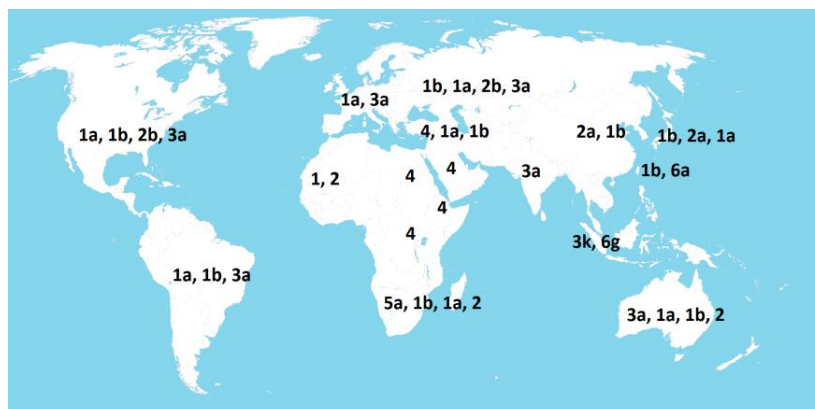 1b, 1a, 2b, 3a
1a, 3a
1a, 1b, 2b, 3a
4, 1a, 1b
2a, 1b
1b, 2a, 1a
1, 2
4
4
3a
1b, 6a
4
4
3k, 6g
1a, 1b, 3a
5a, 1b, 1a, 2
3a, 1a, 1b, 2